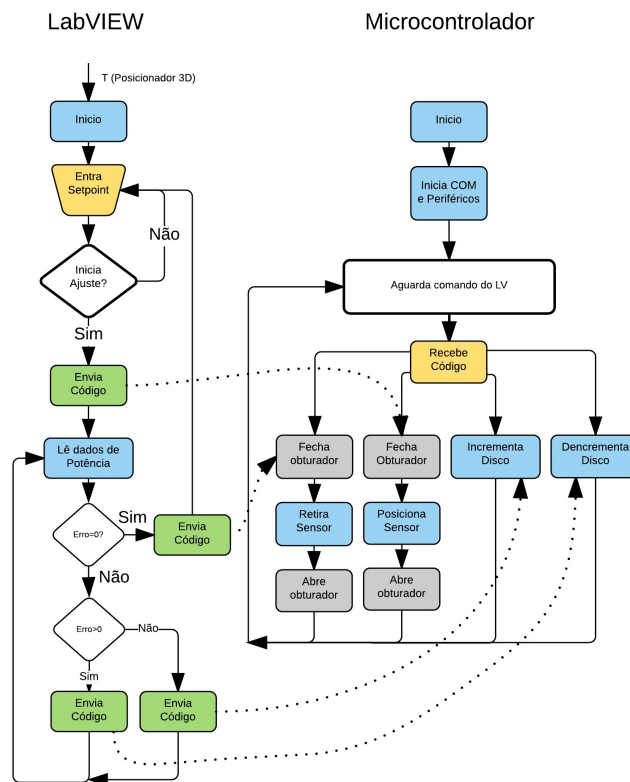 LabVIEW
Microcontrolador
T (Posicionador 3D)
Inicio
Entra
Setpoint
Não
Inicia
Ajuste?
Sim
Envia
Código
Lê dados de
Potência
Erro=0?
Sim
Envia
Código
Não
Erro>0
Não
Sim
Envia
Código
Envia
Código
Inicio
Inicia COM
e Periféricos
Aguarda comando do LV
Recebe
Código
Fecha
obturador
Fecha
Obturador
Incrementa
Disco
Dencrementa
Disco
Retira
Sensor
Posiciona
Sensor
Abre
obturador
Abre
obturador